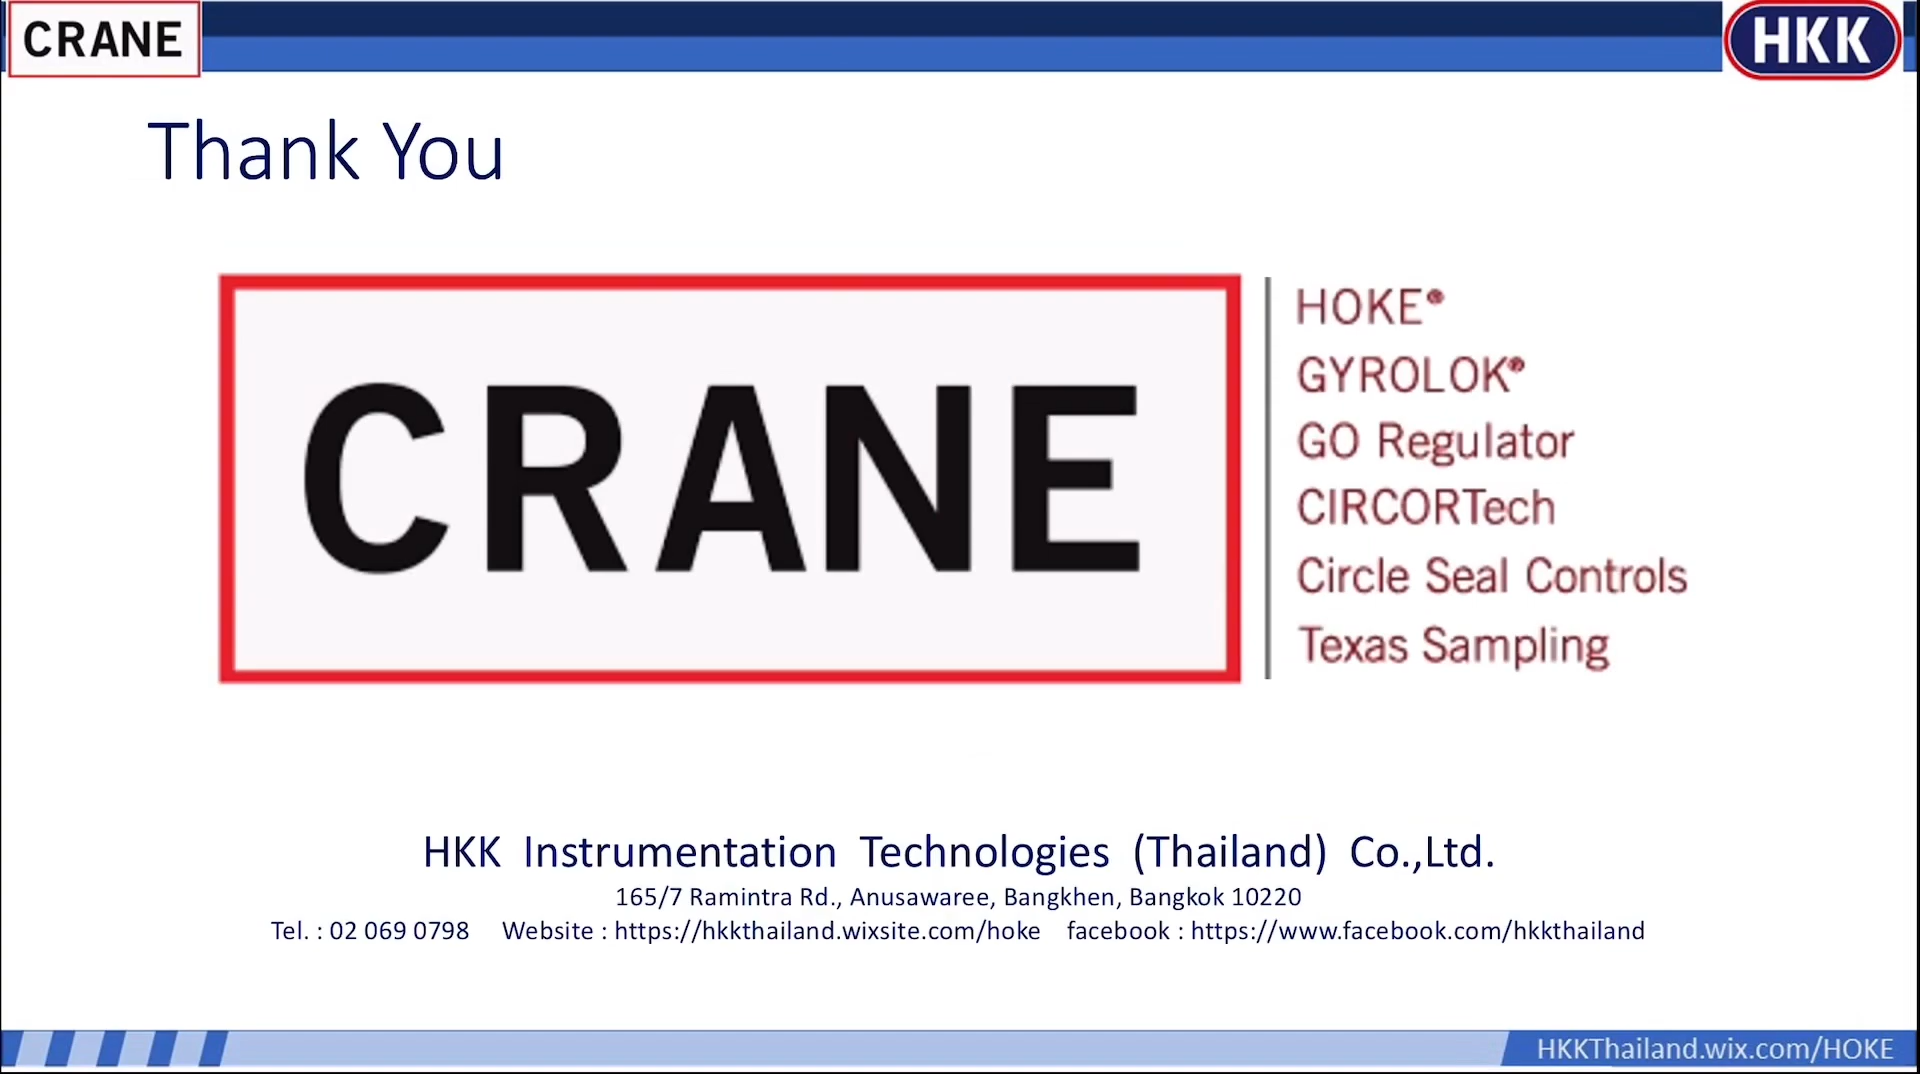 CRANE
HKK
Thank You
CRANE
HOKE®
GYROLOK®
GO Regulator
CIRCORTech
Circle Seal Controls
Texas Sampling
HKK Instrumentation Technologies (Thailand) Co.,Ltd.
165/7 Ramintra Rd., Anusawaree, Bangkhen, Bangkok 10220
Tel. : 02 069 0798 Website : https://hkkthailand.wixsite.com/hoke facebook : https://www.facebook.com/hkkthailand
HKKThailand.wix.com/HOKE